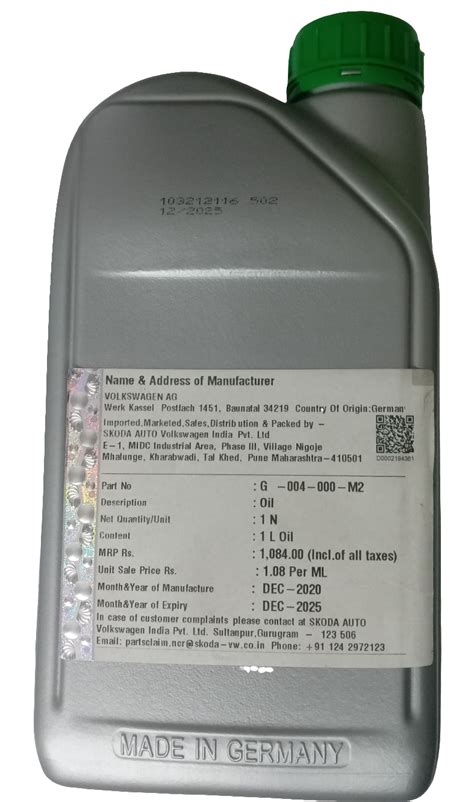 103212116 502
12/2025
Name & Address of Manufacturer
VOLKSWAGEN AG
Werk Kassel Postfach 1451, Baunatal 34219 Country Of Origin:German
Imported,Marketed,Sales,Distribution & Packed by -
SKODA AUTO Volkswagen India Pvt. Ltd
E-1, MIDC Industrial Area, Phase III, Village Nigoje
Mhalunge, Kharabwadi, Tal Khed, Pune Maharashtra-410501
D0002194361
Part No : G -004-000-M2
Description : Oil
Net Quantity/Unit : 1 N
Content : 1 L Oil
MRP Rs. : 1,084.00 (Incl.of all taxes)
Unit Sale Price Rs. : 1.08 Per ML
Month&Year of Manufacture : DEC-2020
Month&Year of Expiry : DEC-2025
In case of customer complaints please contact at SKODA AUTO
Volkswagen India Pvt. Ltd. Sultanpur,Gurugram - 123 506
Email: partsclaim.ncr@skoda-vw.co.in Phone: +91 124 2972123
MADE IN GERMANY